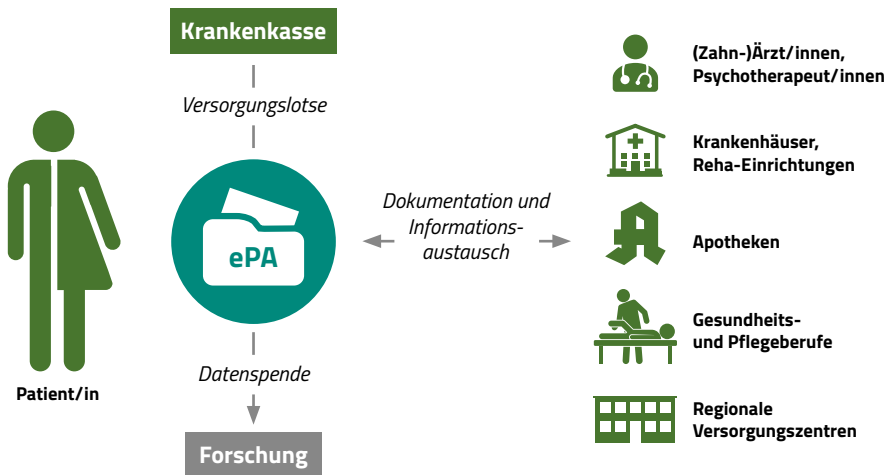 Krankenkasse
Versorgungslotse
ePA
Datenspende
Forschung
Patient/in
Dokumentation und
Informations-
austausch
(Zahn-)Ärzt/innen,
Psychotherapeut/innen
Krankenhäuser,
Reha-Einrichtungen
Apotheken
Gesundheits-
und Pflegeberufe
Regionale
Versorgungszentren